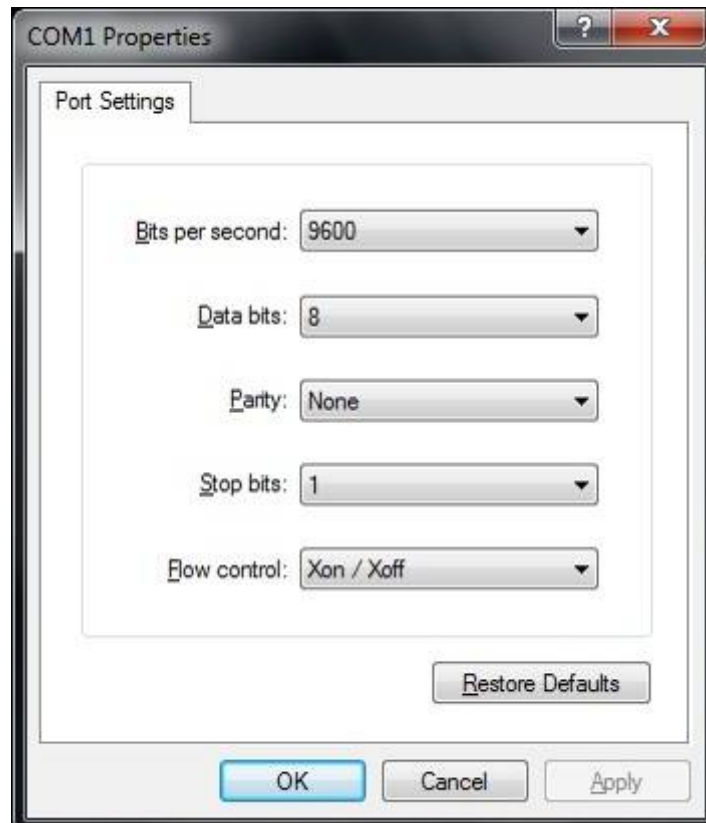 COM1 Properties
?
X
Port Settings
Bits per second: 9600
Data bits: 8
Parity: None
Stop bits: 1
Flow control: Xon / Xoff
Restore Defaults
OK Cancel Apply